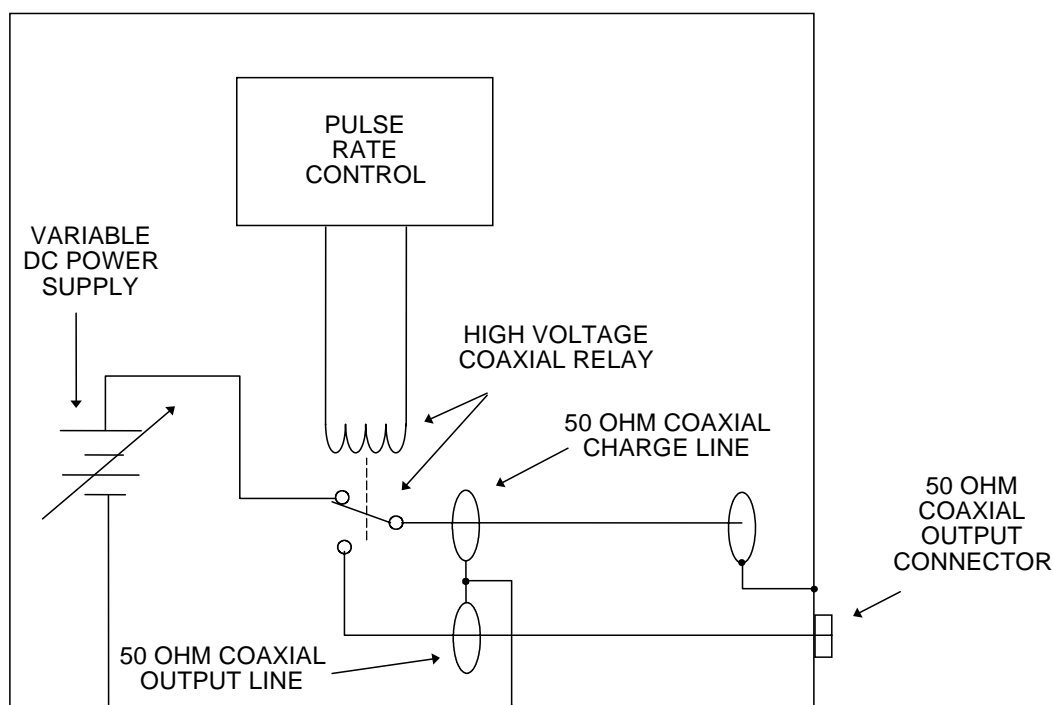 PULSE
RATE
CONTROL
VARIABLE
DC POWER
SUPPLY
HIGH VOLTAGE
COAXIAL RELAY
50 OHM COAXIAL
CHARGE LINE
50 OHM
COAXIAL
OUTPUT
CONNECTOR
50 OHM COAXIAL
OUTPUT LINE